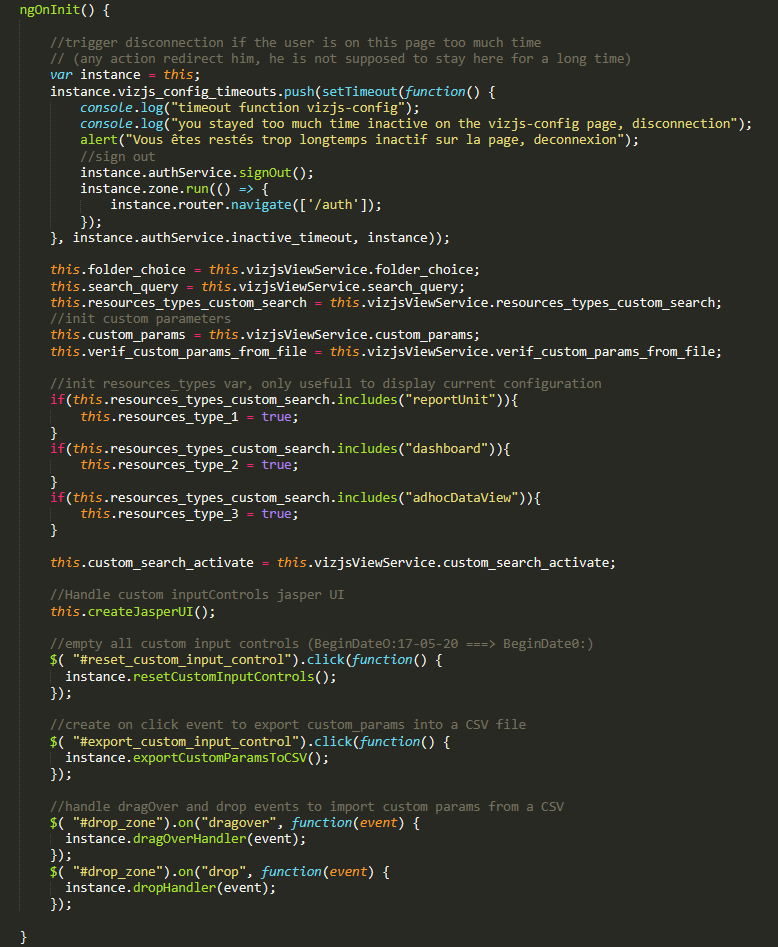 ngOnInit() {
//trigger disconnection if the user is on this page too much time
// (any action redirect him, he is not supposed to stay here for a long time)
var instance = this;
instance.vizjs_config_timeouts.push(setTimeout(function() {
console.log("timeout function vizjs-config");
console.log("you stayed too much time inactive on the vizjs-config page, disconnection");
alert("Vous êtes restés trop longtemps inactif sur la page, deconnexion");
//sign out
instance.authService.signOut();
instance.zone.run(() => {
instance.router.navigate(['/auth']);
});
}, instance.authService.inactive_timeout, instance));
this.folder_choice = this.vizjsViewService.folder_choice;
this.search_query = this.vizjsViewService.search_query;
this.resources_types_custom_search = this.vizjsViewService.resources_types_custom_search;
//init custom parameters
this.custom_params = this.vizjsViewService.custom_params;
this.verif_custom_params_from_file = this.vizjsViewService.verif_custom_params_from_file;
//init resources_types var, only usefull to display current configuration
if(this.resources_types_custom_search.includes("reportUnit")){
this.resources_type_1 = true;
}
if(this.resources_types_custom_search.includes("dashboard")){
this.resources_type_2 = true;
}
if(this.resources_types_custom_search.includes("adhocDataView")){
this.resources_type_3 = true;
}
this.custom_search_activate = this.vizjsViewService.custom_search_activate;
//Handle custom inputControls jasper UI
this.createJasperUI();
//empty all custom input controls (BeginDateO:17-05-20 ===> BeginDate0:)
$( "#reset_custom_input_control").click(function() {
instance.resetCustomInputControls();
});
//create on click event to export custom_params into a CSV file
$( "#export_custom_input_control").click(function() {
instance.exportCustomParamsToCSV();
});
//handle dragOver and drop events to import custom params from a CSV
$( "#drop_zone").on("dragover", function(event) {
instance.dragOverHandler(event);
});
$( "#drop_zone").on("drop", function(event) {
instance.dropHandler(event);
});
}